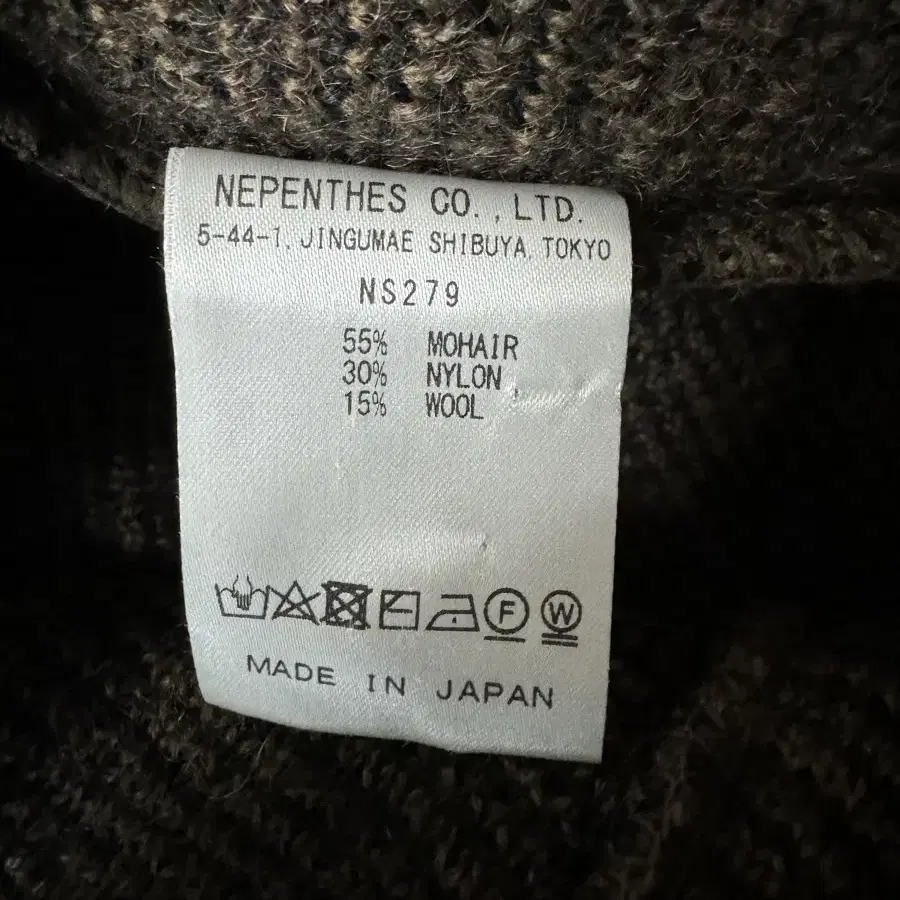 NEPENTHES CO., LTD.
5-44-1, JINGUMAE SHIBUYA, TOKYO
NS279
55% MOHAIR
30% NYLON
15% WOOL
F W
MADE IN JAPAN